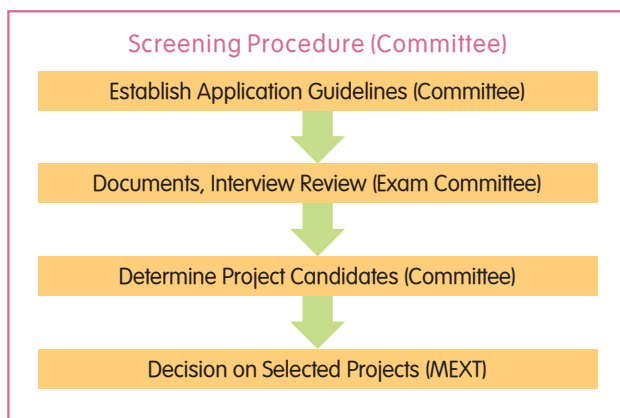 Screening Procedure (Committee)
Establish Application Guidelines (Committee)
Documents, Interview Review (Exam Committee)
Determine Project Candidates (Committee)
Decision on Selected Projects (MEXT)